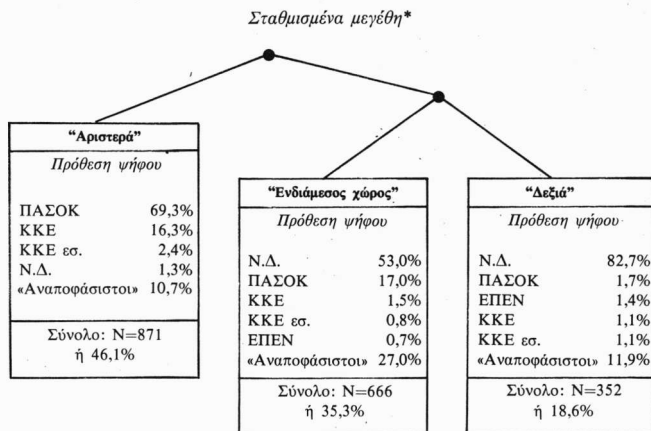 Σταθμισμένα μεγέθη*
“Αριστερά”
Πρόθεση ψήφου
ΠΑΣΟΚ 69,3%
ΚΚΕ 16,3%
ΚΚΕ εσ. 2,4%
Ν.Δ. 1,3%
«Αναποφάσιστοι» 10,7%
Σύνολο: Ν=871
ή 46,1%
“Ενδιάμεσος χώρος”
Πρόθεση ψήφου
Ν.Δ. 53,0%
ΠΑΣΟΚ 17,0%
ΚΚΕ 1,5%
ΚΚΕ εσ. 0,8%
ΕΠΕΝ 0,7%
«Αναποφάσιστοι» 27,0%
Σύνολο: Ν=666
ή 35,3%
“Δεξιά”
Πρόθεση ψήφου
Ν.Δ. 82,7%
ΠΑΣΟΚ 1,7%
ΕΠΕΝ 1,4%
ΚΚΕ 1,1%
ΚΚΕ εσ. 1,1%
«Αναποφάσιστοι» 11,9%
Σύνολο: Ν=352
ή 18,6%